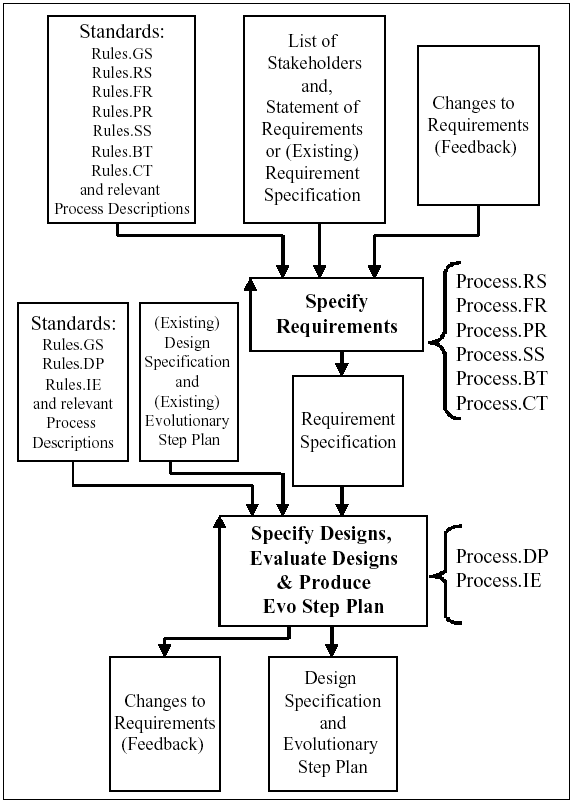 Standards:
Rules.GS
Rules.RS
Rules.FR
Rules.PR
Rules.SS
Rules.BT
Rules.CT
and relevant
Process Descriptions
List of
Stakeholders
and,
Statement of
Requirements
or (Existing)
Requirement
Specification
Changes to
Requirements
(Feedback)
Specify
Requirements
Process.RS
Process.FR
Process.PR
Process.SS
Process.BT
Process.CT
Standards:
Rules.GS
Rules.DP
Rules.IE
and relevant
Process
Descriptions
(Existing)
Design
Specification
and
(Existing)
Evolutionary
Step Plan
Requirement
Specification
Specify Designs,
Evaluate Designs
& Produce
Evo Step Plan
Process.DP
Process.IE
Changes to
Requirements
(Feedback)
Design
Specification
and
Evolutionary
Step Plan